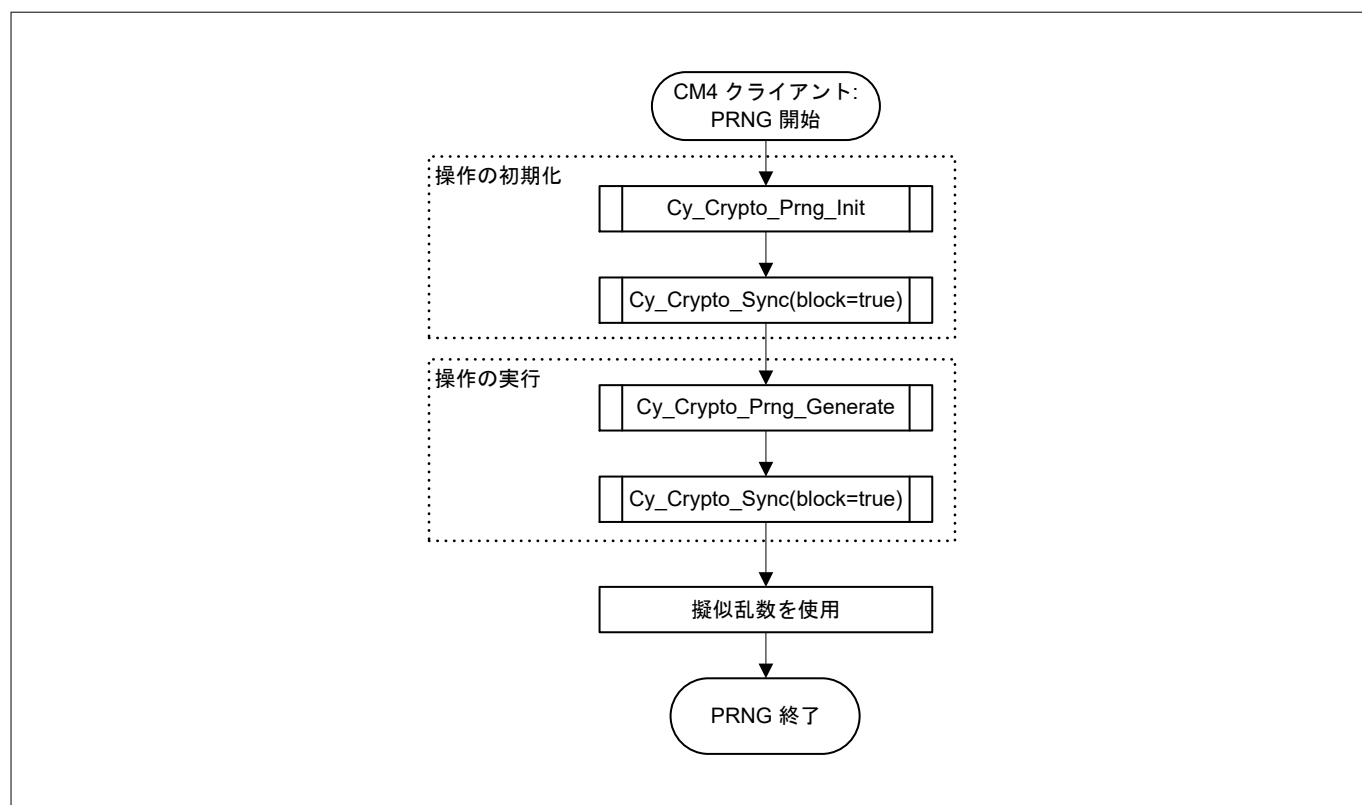 CM4 クライアント:
PRNG 開始
操作の初期化
Cy_Crypto_Prng_Init
Cy_Crypto_Sync(block=true)
操作の実行
Cy_Crypto_Prng_Generate
Cy_Crypto_Sync(block=true)
擬似乱数を使用
PRNG 終了